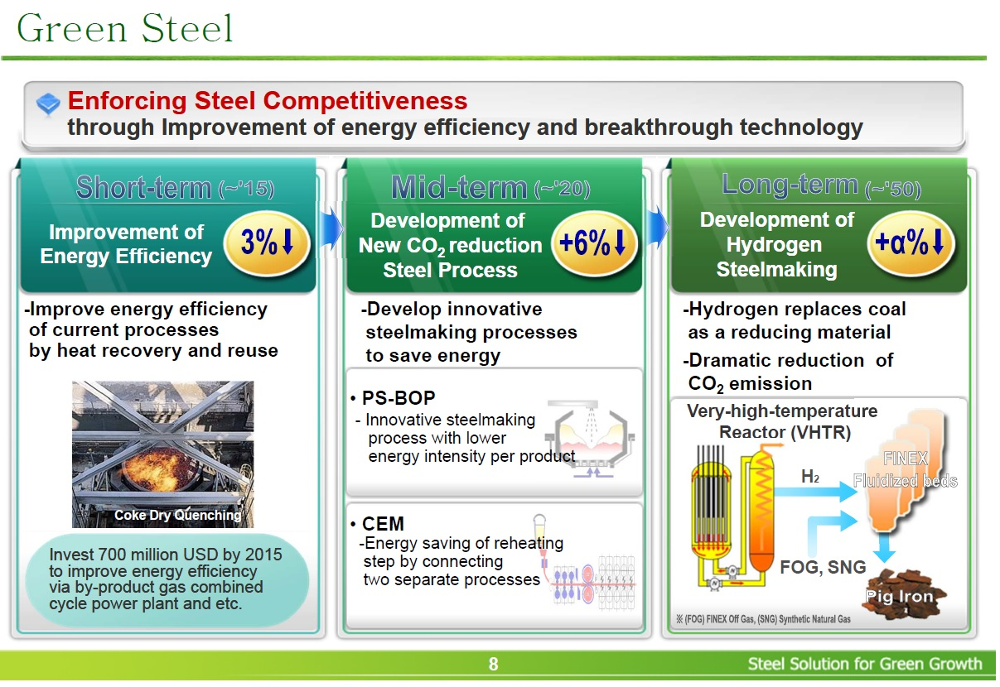 Green Steel
Enforcing Steel Competitiveness
through Improvement of energy efficiency and breakthrough technology
Short-term (~'15)
Improvement of
Energy Efficiency
3%↓
-Improve energy efficiency
of current processes
by heat recovery and reuse
Coke Dry Quenching
Invest 700 million USD by 2015
to improve energy efficiency
via by-product gas combined
cycle power plant and etc.
Mid-term (~'20)
Development of
New CO₂ reduction
Steel Process
+6%↓
-Develop innovative
steelmaking processes
to save energy
• PS-BOP
- Innovative steelmaking
process with lower
energy intensity per product
• CEM
-Energy saving of reheating
step by connecting
two separate processes
Long-term (~'50)
Development of
Hydrogen
Steelmaking
+α%↓
-Hydrogen replaces coal
as a reducing material
-Dramatic reduction of
CO₂ emission
Very-high-temperature
Reactor (VHTR)
H₂
FINEX
Fluidized beds
FOG, SNG
Pig Iron
※ (FOG) FINEX Off Gas, (SNG) Synthetic Natural Gas
8
Steel Solution for Green Growth